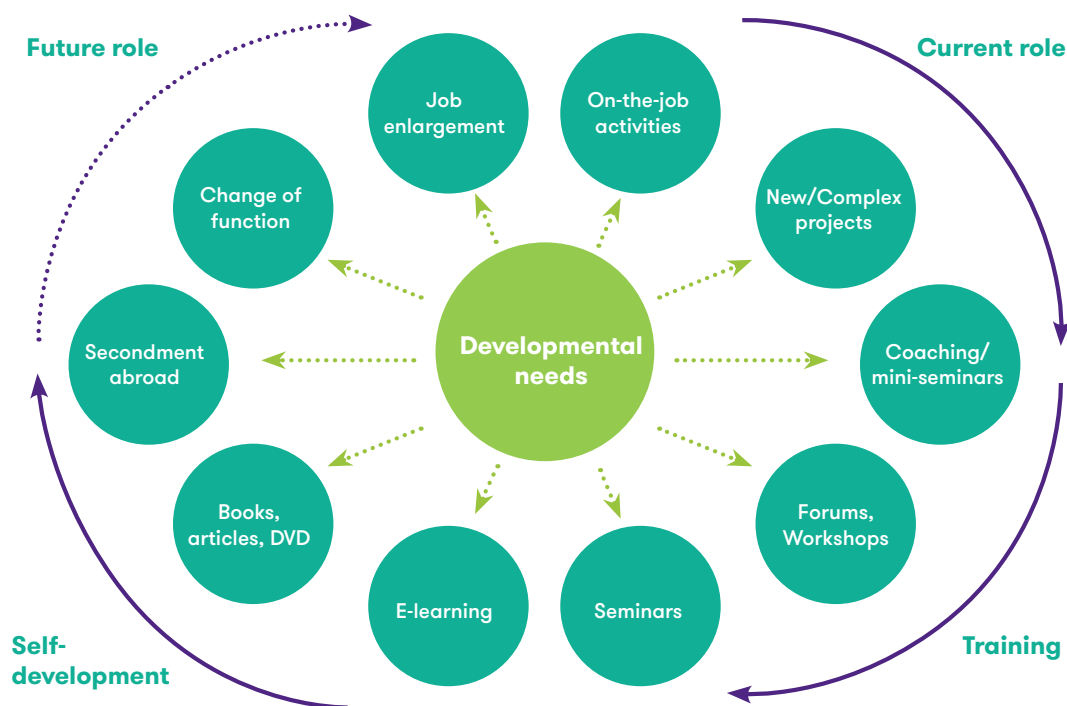 Future role
Current role
Job
enlargement
On-the-job
activities
Change of
function
New/Complex
projects
Developmental
needs
Secondment
abroad
Coaching/
mini-seminars
Books,
articles, DVD
Forums,
Workshops
E-learning
Seminars
Self-
development
Training